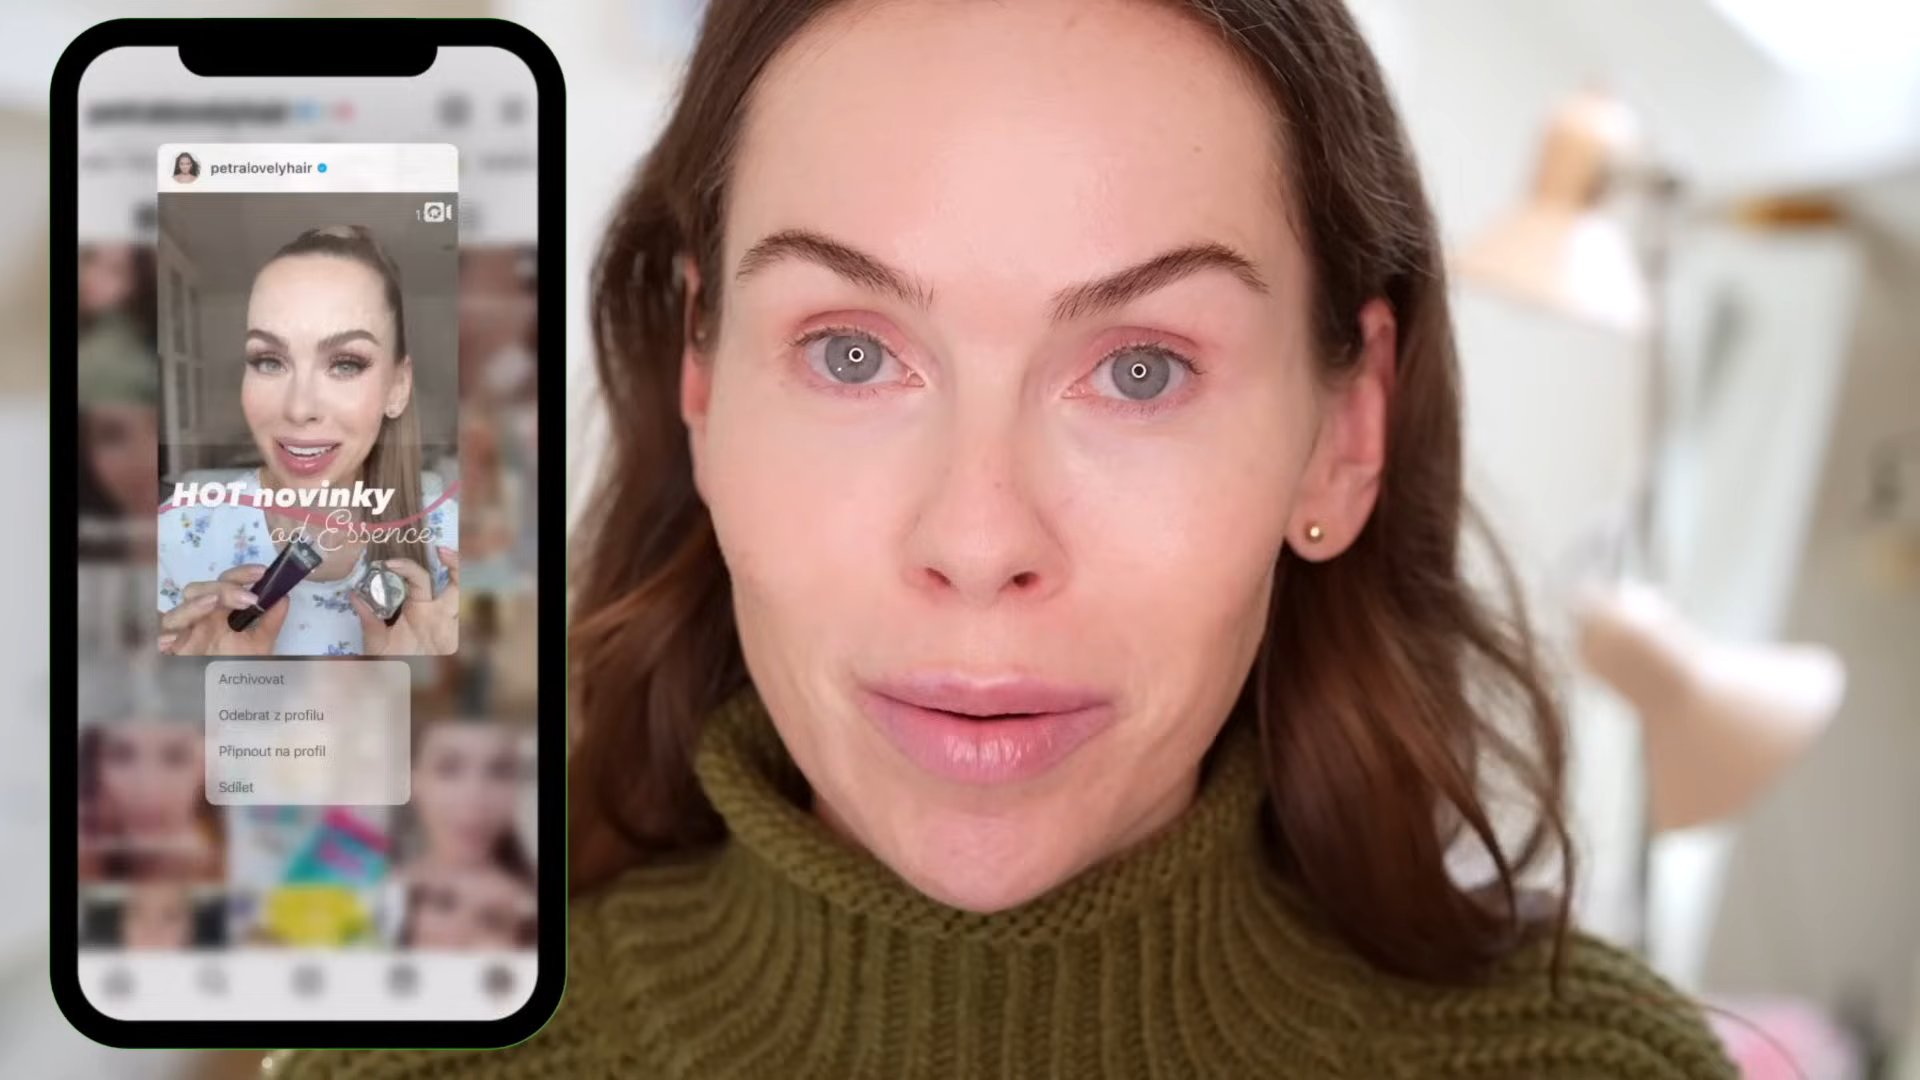 petralovelyhair
HOT novinky
od Essence
Archivovat
Odebrat z profilu
Připnout na profil
Sdílet